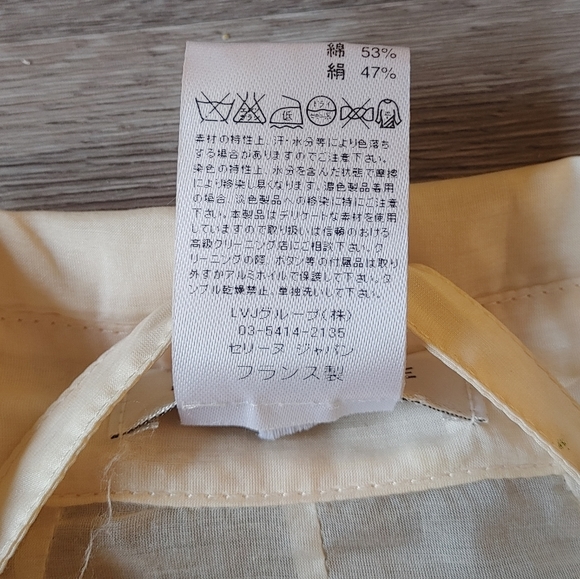 綿 53%
絹 47%
ドライ
エンソ
サラシ
低
素材の特性上、汗・水分等により色落ち
する場合がありますのでご注意下さい。
染色の特性上、水分を含んだ状態で摩擦
により移染し易くなります。濃色製品着用
の場合、淡色製品への移染に特にご注意
下さい。本製品はデリケートな素材を使用
していますので取り扱いは信頼のおける
高級クリーニング店にご相談下さい。ク
リーニングの際、ボタン等の付属品は取り
外すかアルミホイルで保護して下さい。タ
ンブル乾燥禁止。単独洗いして下さい。
LVJグループ(株)
03-5414-2135
セリーヌ ジャパン
フランス製
E